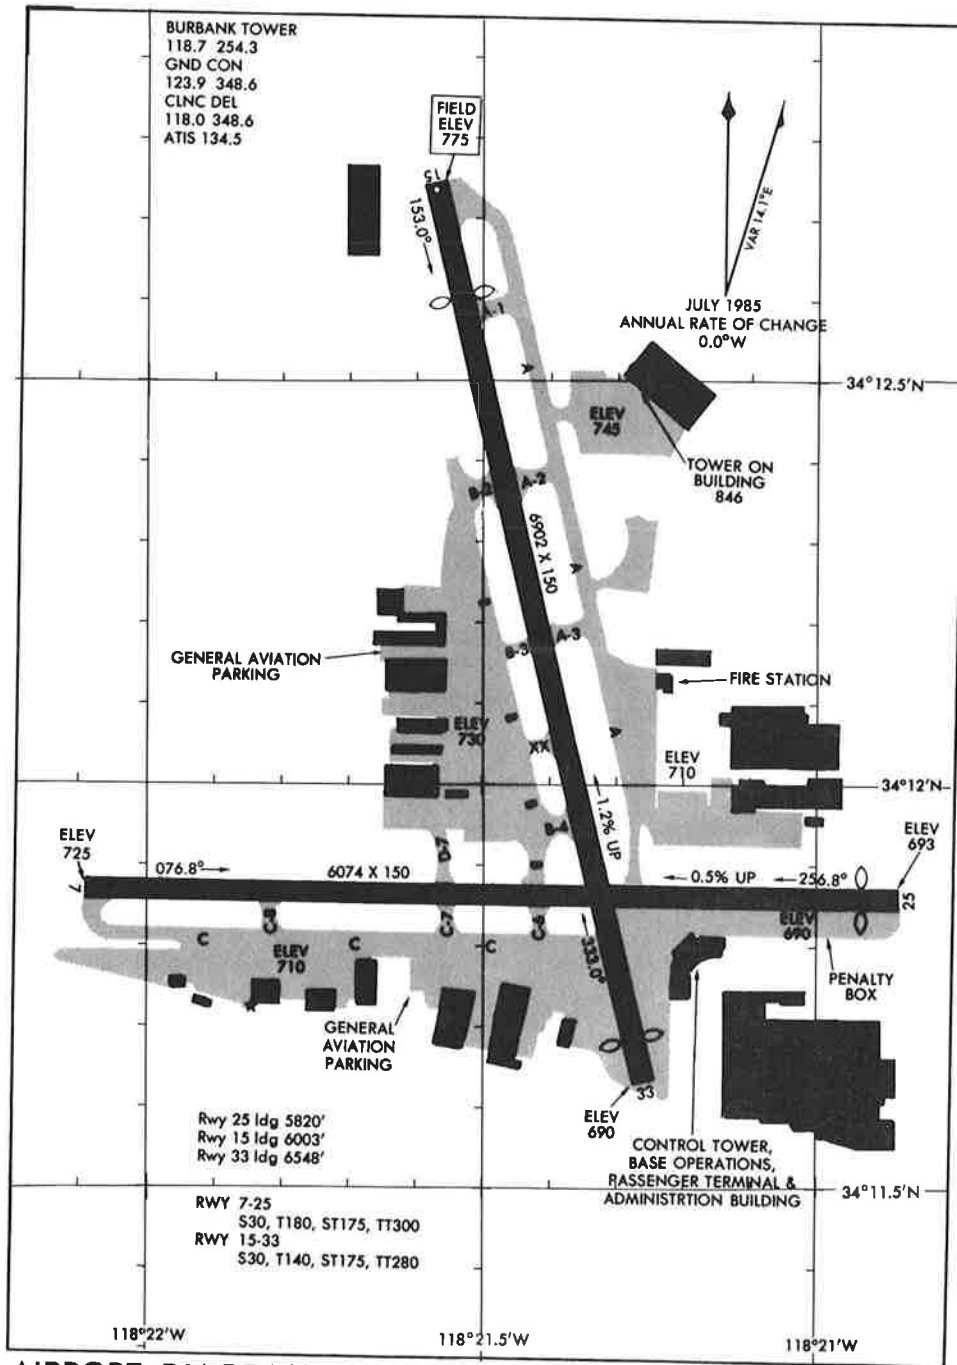 BURBANK TOWER
118.7 254.3
GND CON
123.9 348.6
CLNC DEL
118.0 348.6
ATIS 134.5
FIELD
ELEV
775
15
153.0°
VAR 14.1°E
JULY 1985
ANNUAL RATE OF CHANGE
0.0°W
A-1
A
34°12.5'N
ELEV
745
TOWER ON
BUILDING
846
B-2
A-2
6902 X 150
A
B
A-3
B-3
GENERAL AVIATION
PARKING
FIRE STATION
B
A
ELEV
730
XX
ELEV
710
34°12'N
B
1.2% UP
B-4
ELEV
725
D-7
B
ELEV
693
7
076.8°
6074 X 150
0.5% UP
256.8°
25
C-8
C-7
C-6
ELEV
690
C
C
C
ELEV
710
333.0°
PENALTY
BOX
GENERAL
AVIATION
PARKING
33
ELEV
690
Rwy 25 ldg 5820'
Rwy 15 ldg 6003'
Rwy 33 ldg 6548'
CONTROL TOWER,
BASE OPERATIONS,
PASSENGER TERMINAL &
ADMINISTRTION BUILDING
34°11.5'N
RWY 7-25
S30, T180, ST175, TT300
RWY 15-33
S30, T140, ST175, TT280
118°22'W
118°21.5'W
118°21'W